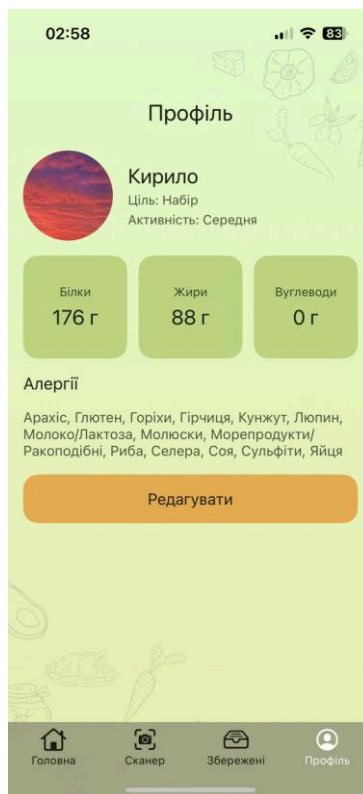 02:58
83
Профіль
Кирило
Ціль: Набір
Активність: Середня
Білки
Жири
Вуглеводи
176 г
88 г
0 г
Алергії
Арахіс, Глютен, Горіхи, Гірчиця, Кунжут, Люпин,
Молоко/Лактоза, Молюски, Морепродукти/
Ракоподібні, Риба, Селера, Соя, Сульфіти, Яйця
Редагувати
Головна
Сканер
Збережені
Профіль